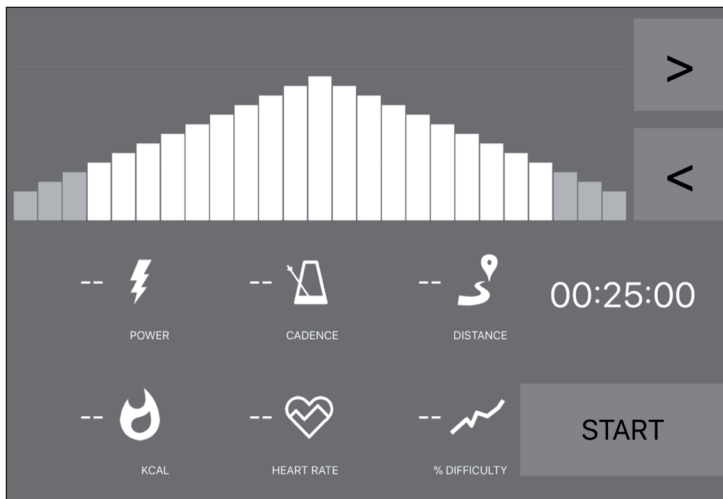 >
<
-- -- -- 00:25:00
POWER CADENCE DISTANCE
-- -- --
START
KCAL HEART RATE % DIFFICULTY